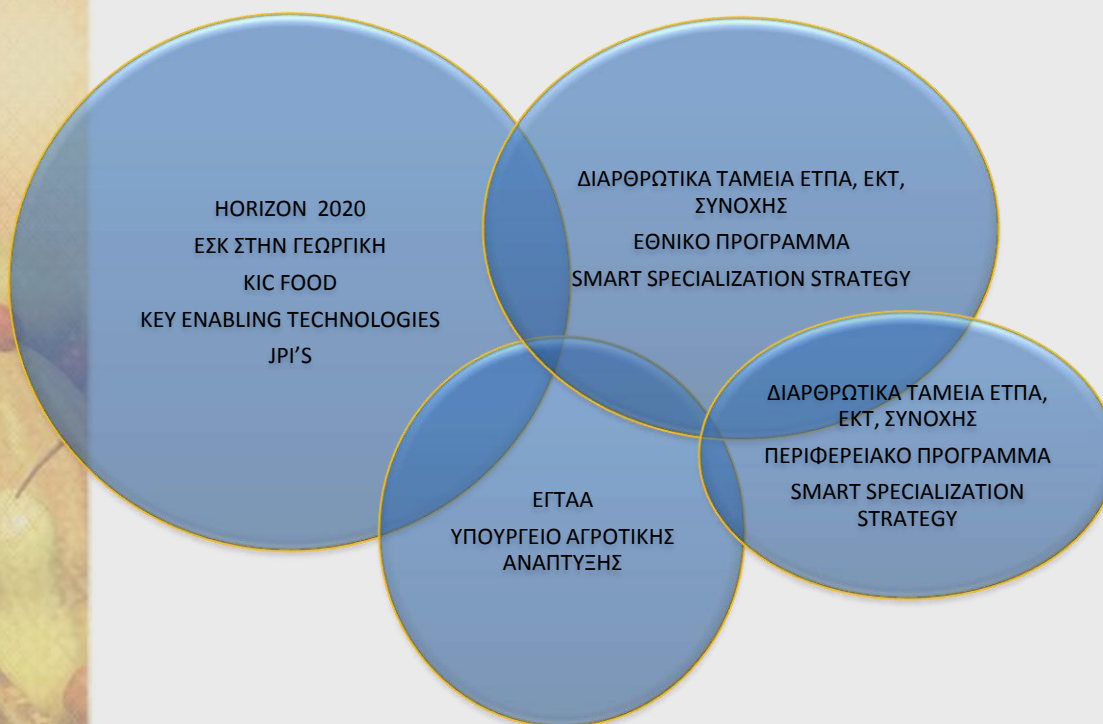 HORIZON 2020
ΕΣΚ ΣΤΗΝ ΓΕΩΡΓΙΚΗ
KIC FOOD
KEY ENABLING TECHNOLOGIES
JPI’S
ΔΙΑΡΘΡΩΤΙΚΑ ΤΑΜΕΙΑ ΕΤΠΑ, ΕΚΤ,
ΣΥΝΟΧΗΣ
ΕΘΝΙΚΟ ΠΡΟΓΡΑΜΜΑ
SMART SPECIALIZATION STRATEGY
ΔΙΑΡΘΡΩΤΙΚΑ ΤΑΜΕΙΑ ΕΤΠΑ,
ΕΚΤ, ΣΥΝΟΧΗΣ
ΠΕΡΙΦΕΡΕΙΑΚΟ ΠΡΟΓΡΑΜΜΑ
SMART SPECIALIZATION
STRATEGY
ΕΓΤΑΑ
ΥΠΟΥΡΓΕΙΟ ΑΓΡΟΤΙΚΗΣ
ΑΝΑΠΤΥΞΗΣ